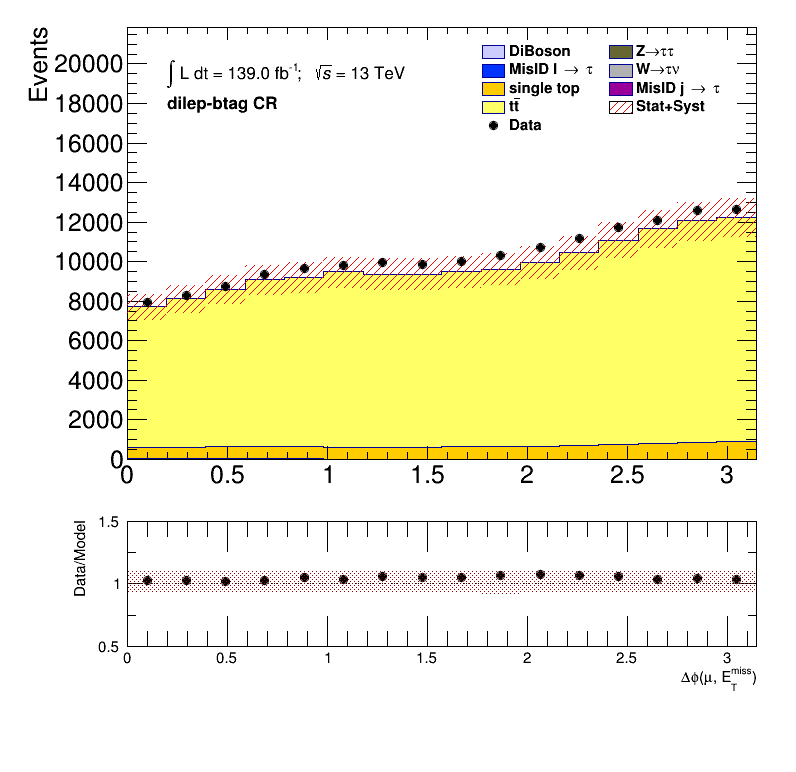 Events
20000
18000
16000
14000
12000
10000
8000
6000
4000
2000
0
∫ L dt = 139.0 fb⁻¹; √s = 13 TeV
dilep-btag CR
DiBoson
MisID l → τ
single top
tt̄
Data
Z→ττ
W→τν
MisID j → τ
Stat+Syst
0 0.5 1 1.5 2 2.5 3
Data/Model
1.5
1
0.5
0 0.5 1 1.5 2 2.5 3
Δϕ(μ, E_T^miss)